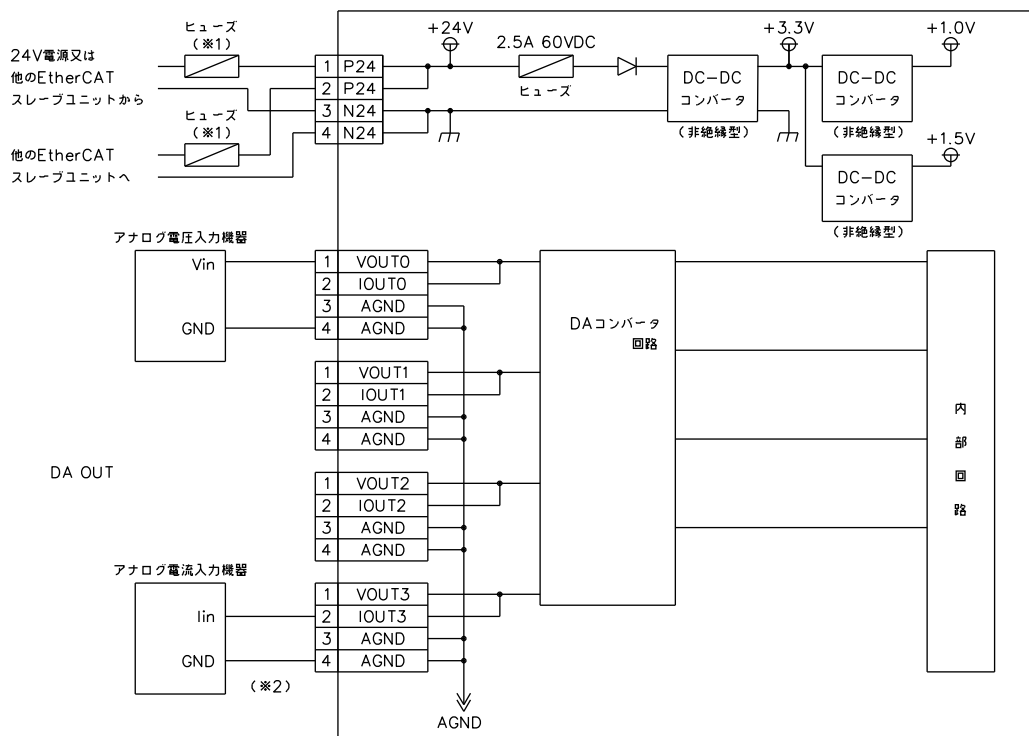 ヒューズ
(※1)
24V電源又は
他のEtherCAT
スレーブユニットから
ヒューズ
(※1)
他のEtherCAT
スレーブユニットへ
1 P24
2 P24
3 N24
4 N24
+24V
2.5A 60VDC
ヒューズ
DC-DC
コンバータ
(非絶縁型)
+3.3V
+1.0V
DC-DC
コンバータ
(非絶縁型)
+1.5V
DC-DC
コンバータ
(非絶縁型)
アナログ電圧入力機器
Vin
GND
1 VOUT0
2 IOUT0
3 AGND
4 AGND
1 VOUT1
2 IOUT1
3 AGND
4 AGND
DA OUT
1 VOUT2
2 IOUT2
3 AGND
4 AGND
アナログ電流入力機器
Iin
GND
(※2)
1 VOUT3
2 IOUT3
3 AGND
4 AGND
AGND
DAコンバータ
回路
内
部
回
路